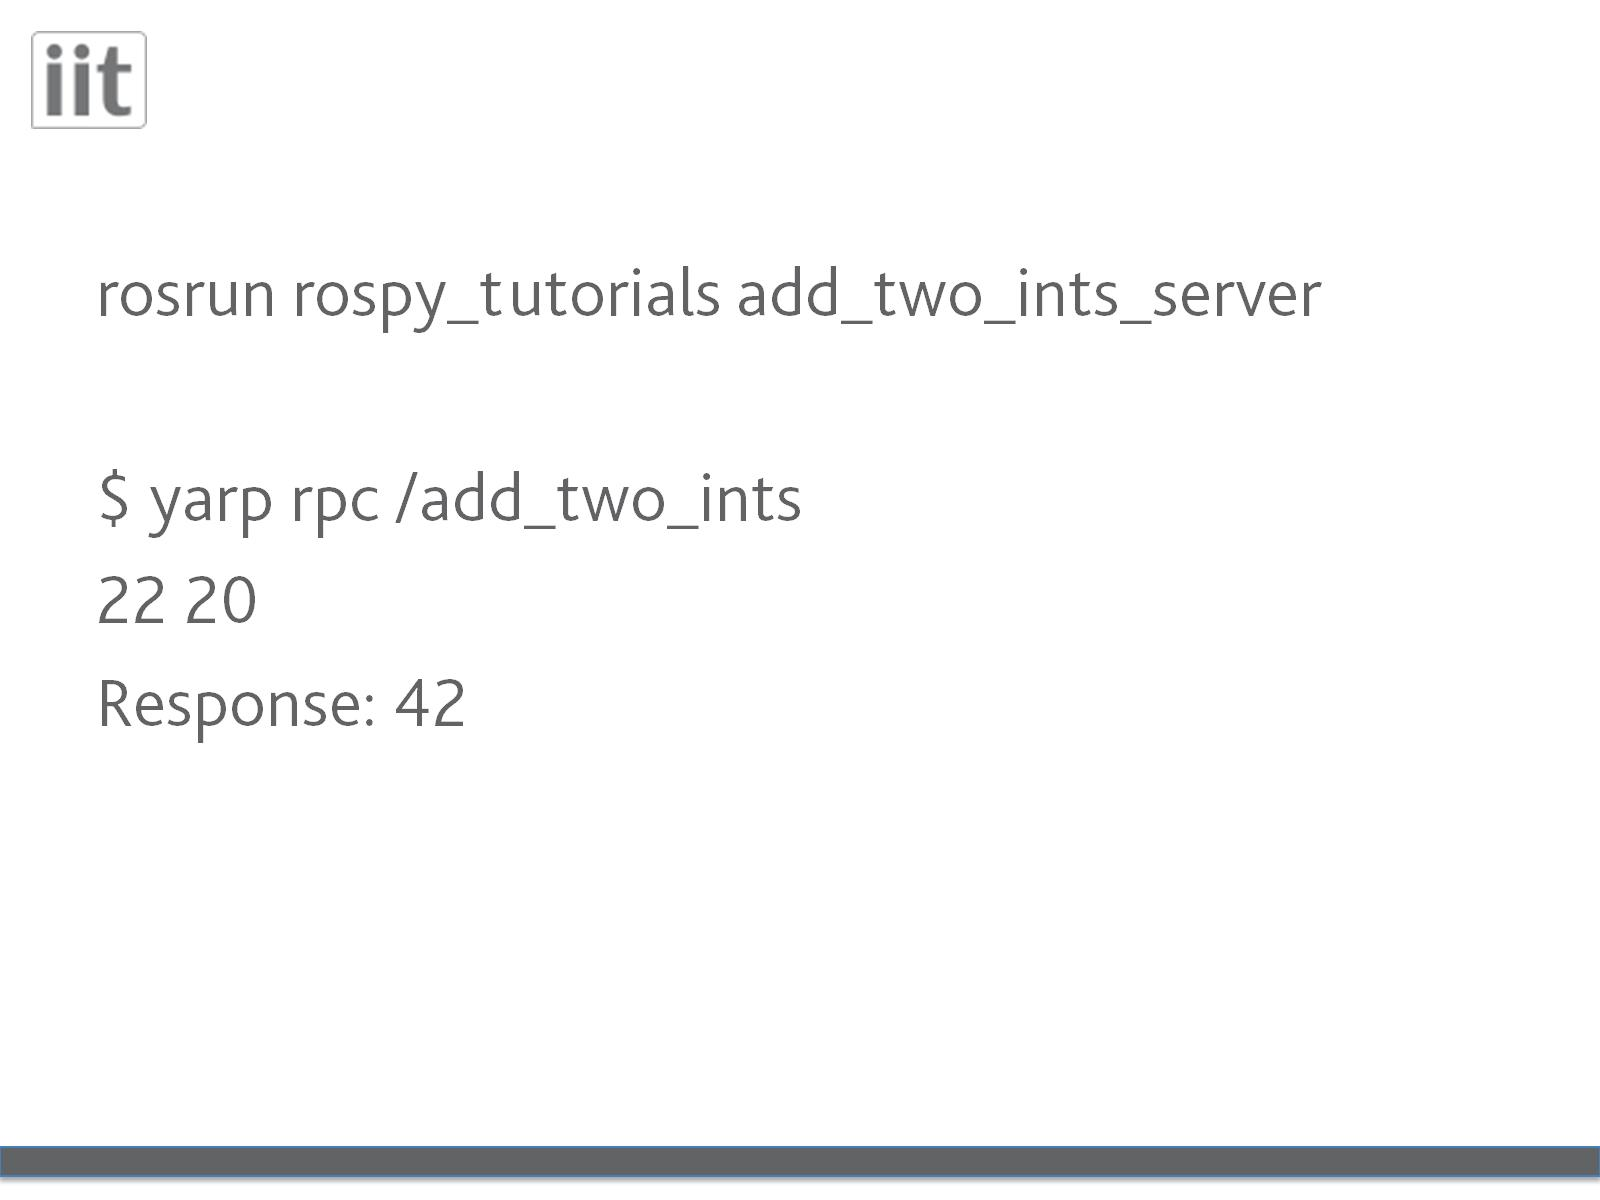 iit
rosrun rospy_tutorials add_two_ints_server
$ yarp rpc /add_two_ints
22 20
Response: 42